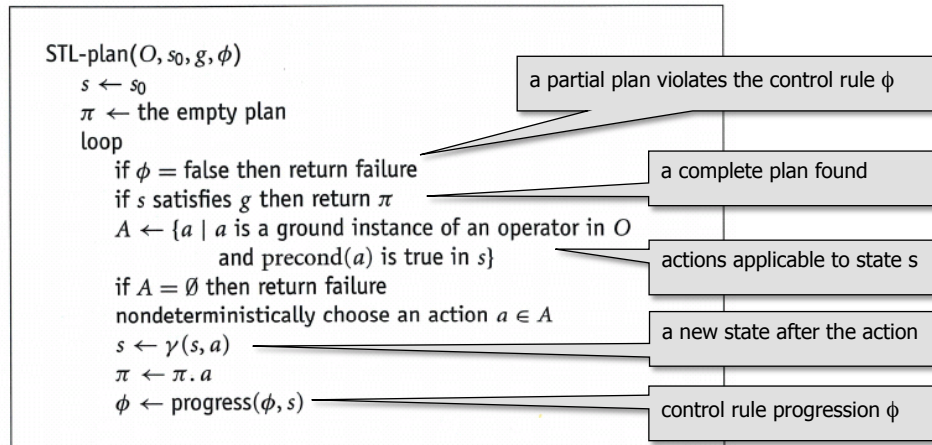 STL-plan(O, s₀, g, ϕ)
s ← s₀
π ← the empty plan
loop
if ϕ = false then return failure
if s satisfies g then return π
A ← {a | a is a ground instance of an operator in O
and precond(a) is true in s}
if A = Ø then return failure
nondeterministically choose an action a ∈ A
s ← γ(s, a)
π ← π. a
ϕ ← progress(ϕ, s)
a partial plan violates the control rule ϕ
a complete plan found
actions applicable to state s
a new state after the action
control rule progression ϕ